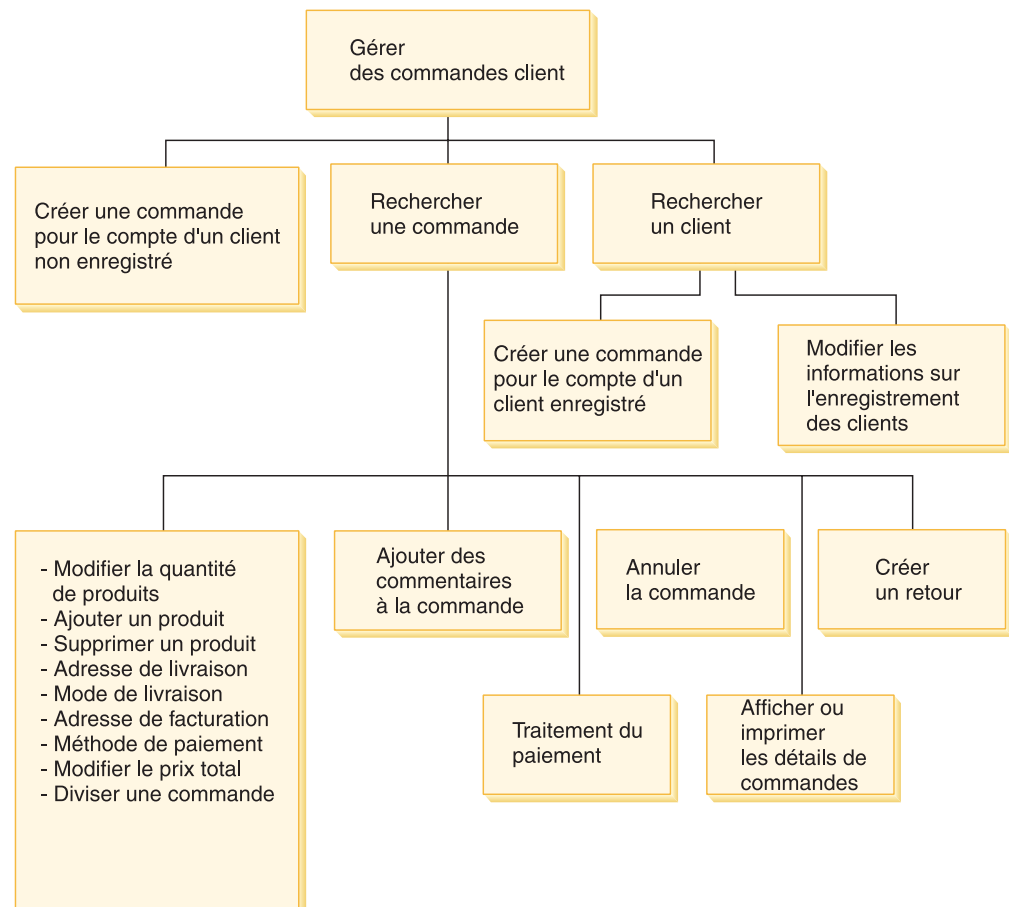 Gérer
des commandes client
Créer une commande
pour le compte d'un client
non enregistré
Rechercher
une commande
Rechercher
un client
Créer une commande
pour le compte d'un
client enregistré
Modifier les
informations sur
l'enregistrement
des clients
- Modifier la quantité
de produits
- Ajouter un produit
- Supprimer un produit
- Adresse de livraison
- Mode de livraison
- Adresse de facturation
- Méthode de paiement
- Modifier le prix total
- Diviser une commande
Ajouter des
commentaires
à la commande
Annuler
la commande
Créer
un retour
Traitement du
paiement
Afficher ou
imprimer
les détails de
commandes